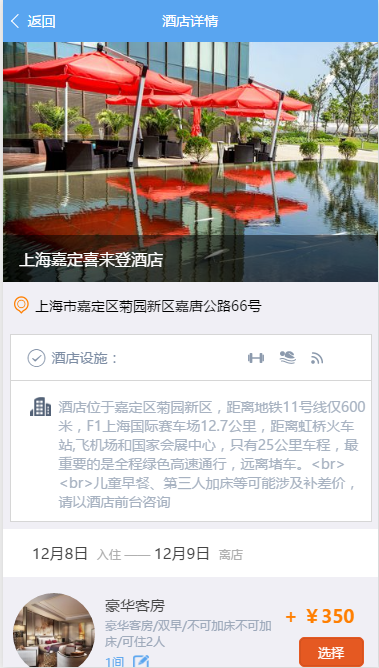 返回
酒店详情
上海嘉定喜来登酒店
上海市嘉定区菊园新区嘉唐公路66号
酒店设施：
酒店位于嘉定区菊园新区，距离地铁11号线仅600
米，F1上海国际赛车场12.7公里，距离虹桥火车
站,飞机场和国家会展中心，只有25公里车程，最
重要的是全程绿色高速通行，远离堵车。<br>
<br>儿童早餐、第三人加床等可能涉及补差价，
请以酒店前台咨询
12月8日 入住 —— 12月9日 离店
豪华客房
豪华客房/双早/不可加床不可加
床/可住2人
+ ￥350
1间
选择